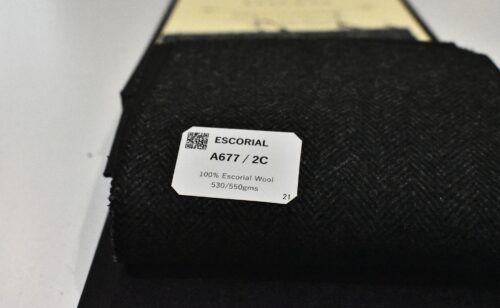 ESCORIAL
A677 / 2C
100% Escorial Wool
530/550gms
21